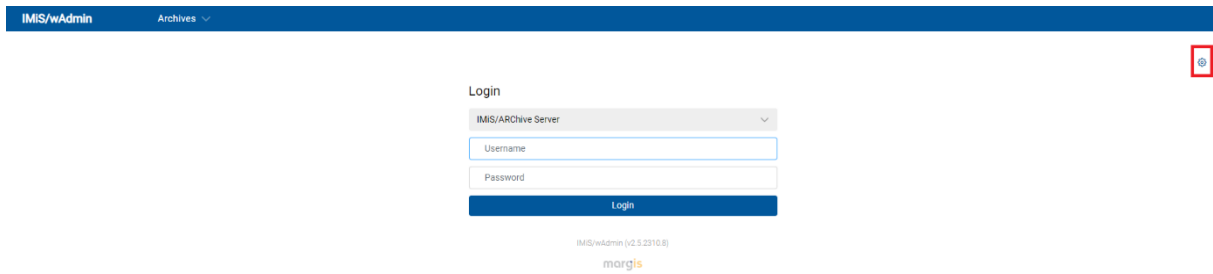 IMiS/wAdmin Archives
Login
IMiS/ARChive Server
Username
Password
Login
IMiS/wAdmin (v2.5.2310.8)
margis